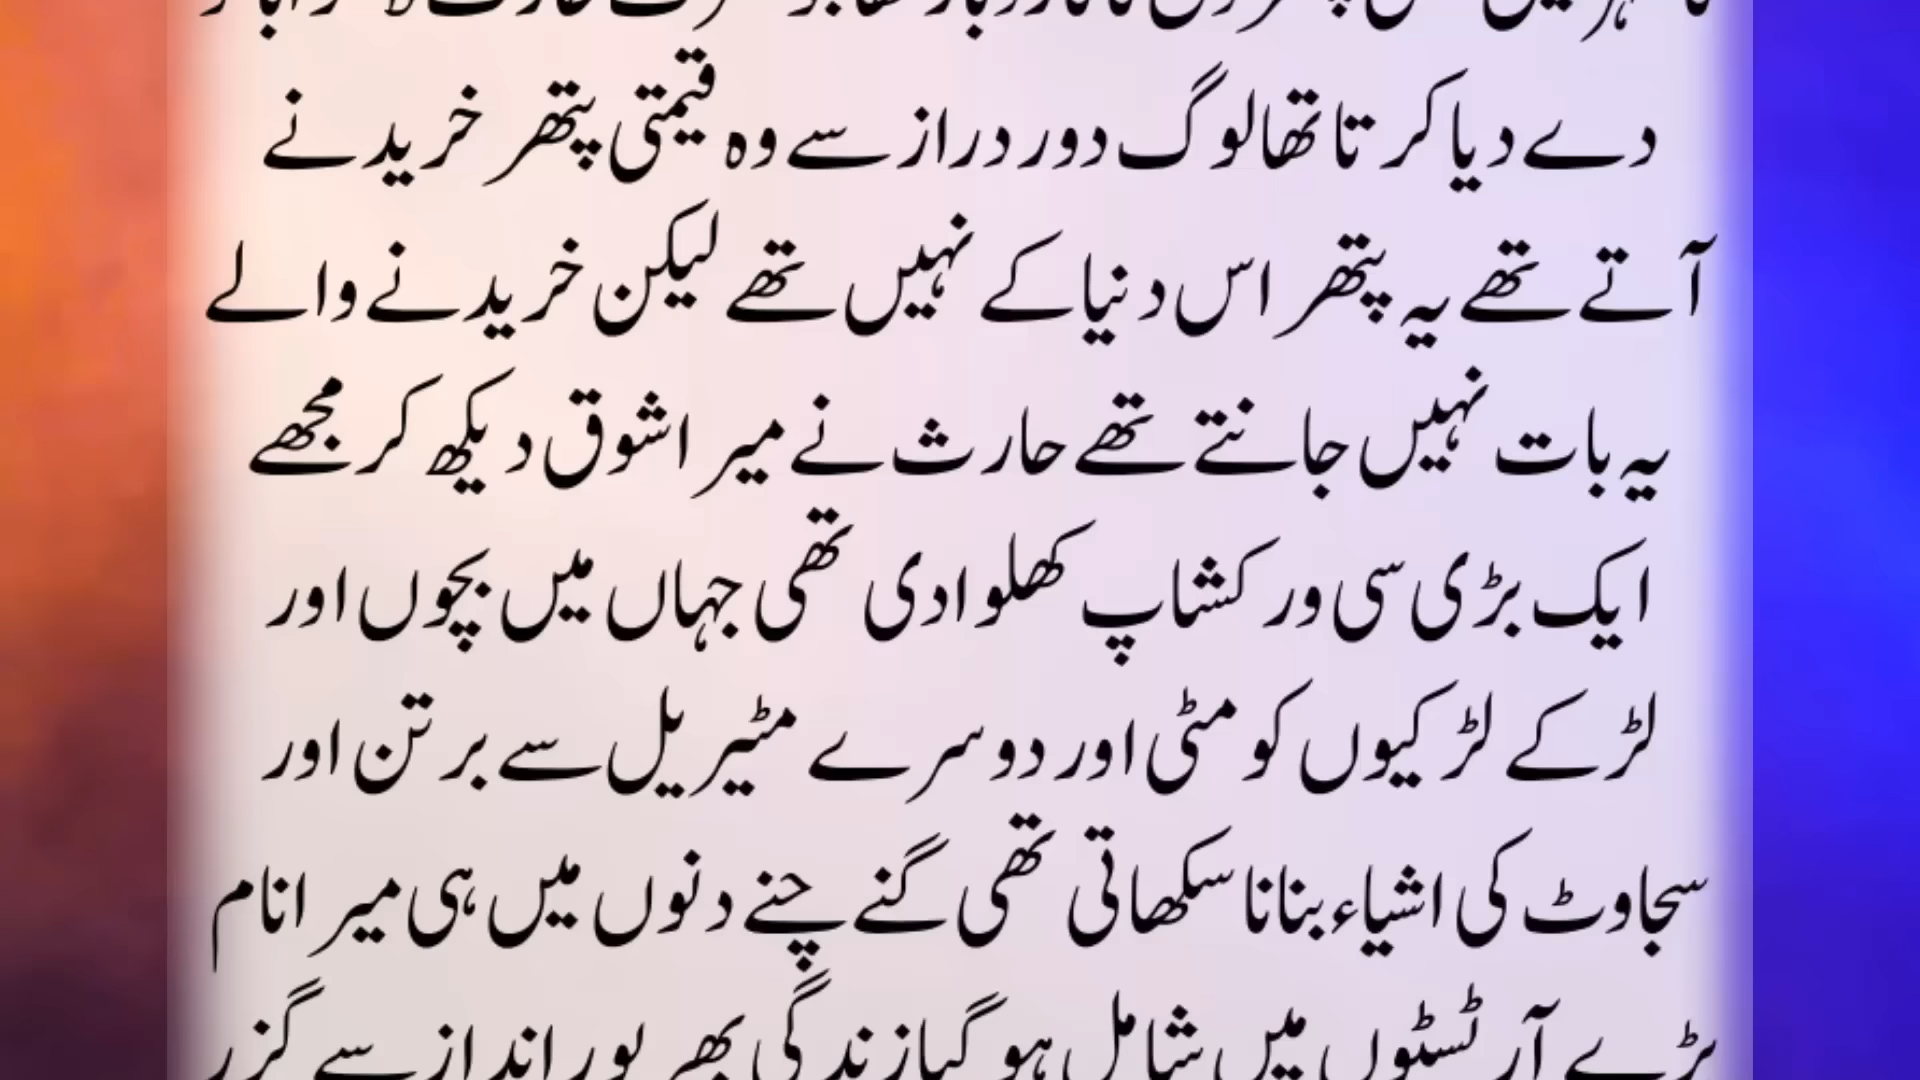 دے دیا کرتا تھا لوگ دور دراز سے وہ قیمتی پتھر خریدنے
آتے تھے یہ پتھر اس دنیا کے نہیں تھے لیکن خریدنے والے
یہ بات نہیں جانتے تھے حارث نے میرا شوق دیکھ کر مجھے
ایک بڑی سی ورکشاپ کھلوا دی تھی جہاں میں بچوں اور
لڑکے لڑکیوں کو مٹی اور دوسرے مٹیریل سے برتن اور
سجاوٹ کی اشیاء بنانا سکھاتی تھی گنے چنے دنوں میں ہی میرا نام
بڑے آرٹسٹوں میں شامل ہو گیا زندگی بھر پور انداز سے گزر